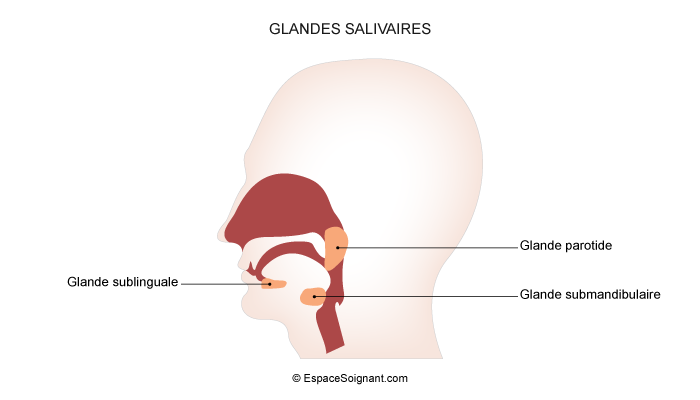 GLANDES SALIVAIRES
Glande parotide
Glande sublinguale
Glande submandibulaire
© EspaceSoignant.com